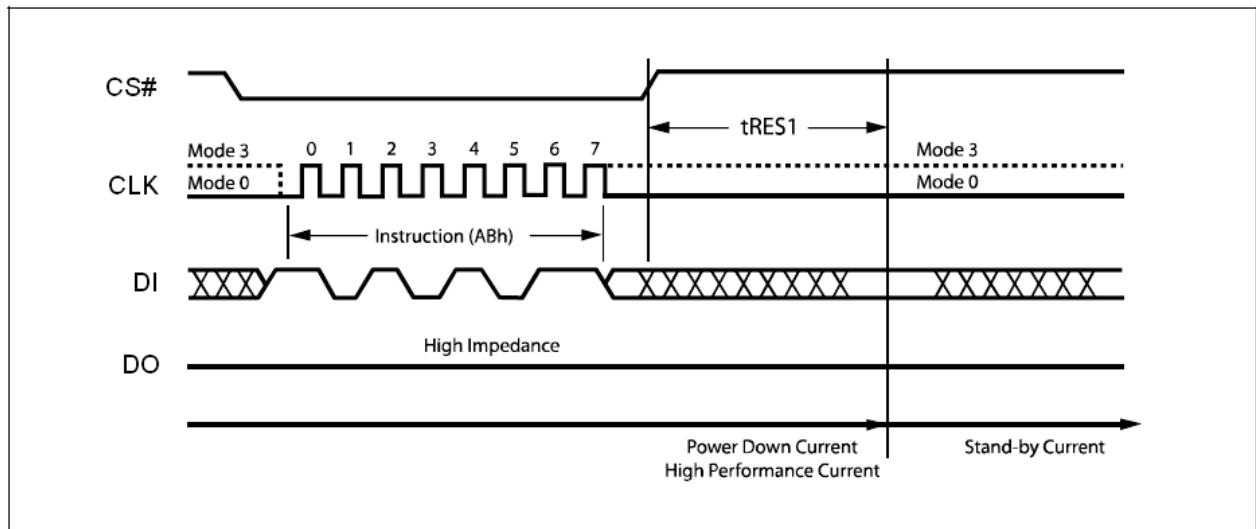 CS#
tRES1
Mode 3
0 1 2 3 4 5 6 7
Mode 3
CLK
Mode 0
Mode 0
Instruction (ABh)
DI
High Impedance
DO
Power Down Current
Stand-by Current
High Performance Current